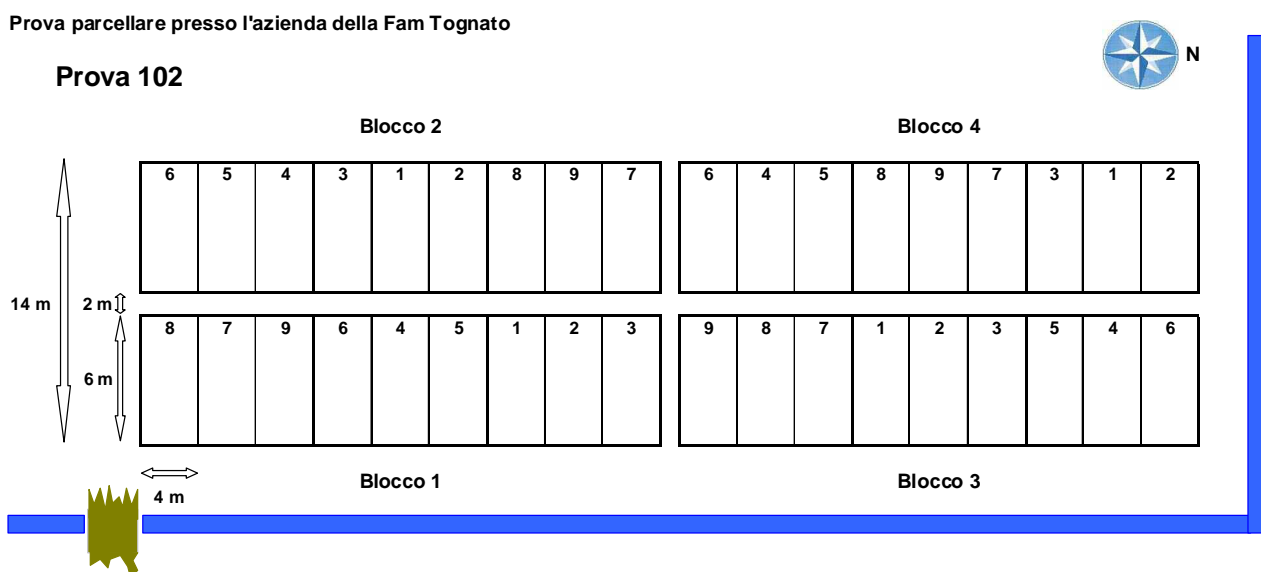 Prova parcellare presso l'azienda della Fam Tognato
N
Prova 102
Blocco 2 Blocco 4
6 5 4 3 1 2 8 9 7 6 4 5 8 9 7 3 1 2
14 m 2 m
8 7 9 6 4 5 1 2 3 9 8 7 1 2 3 5 4 6
6 m
Blocco 1 Blocco 3
4 m